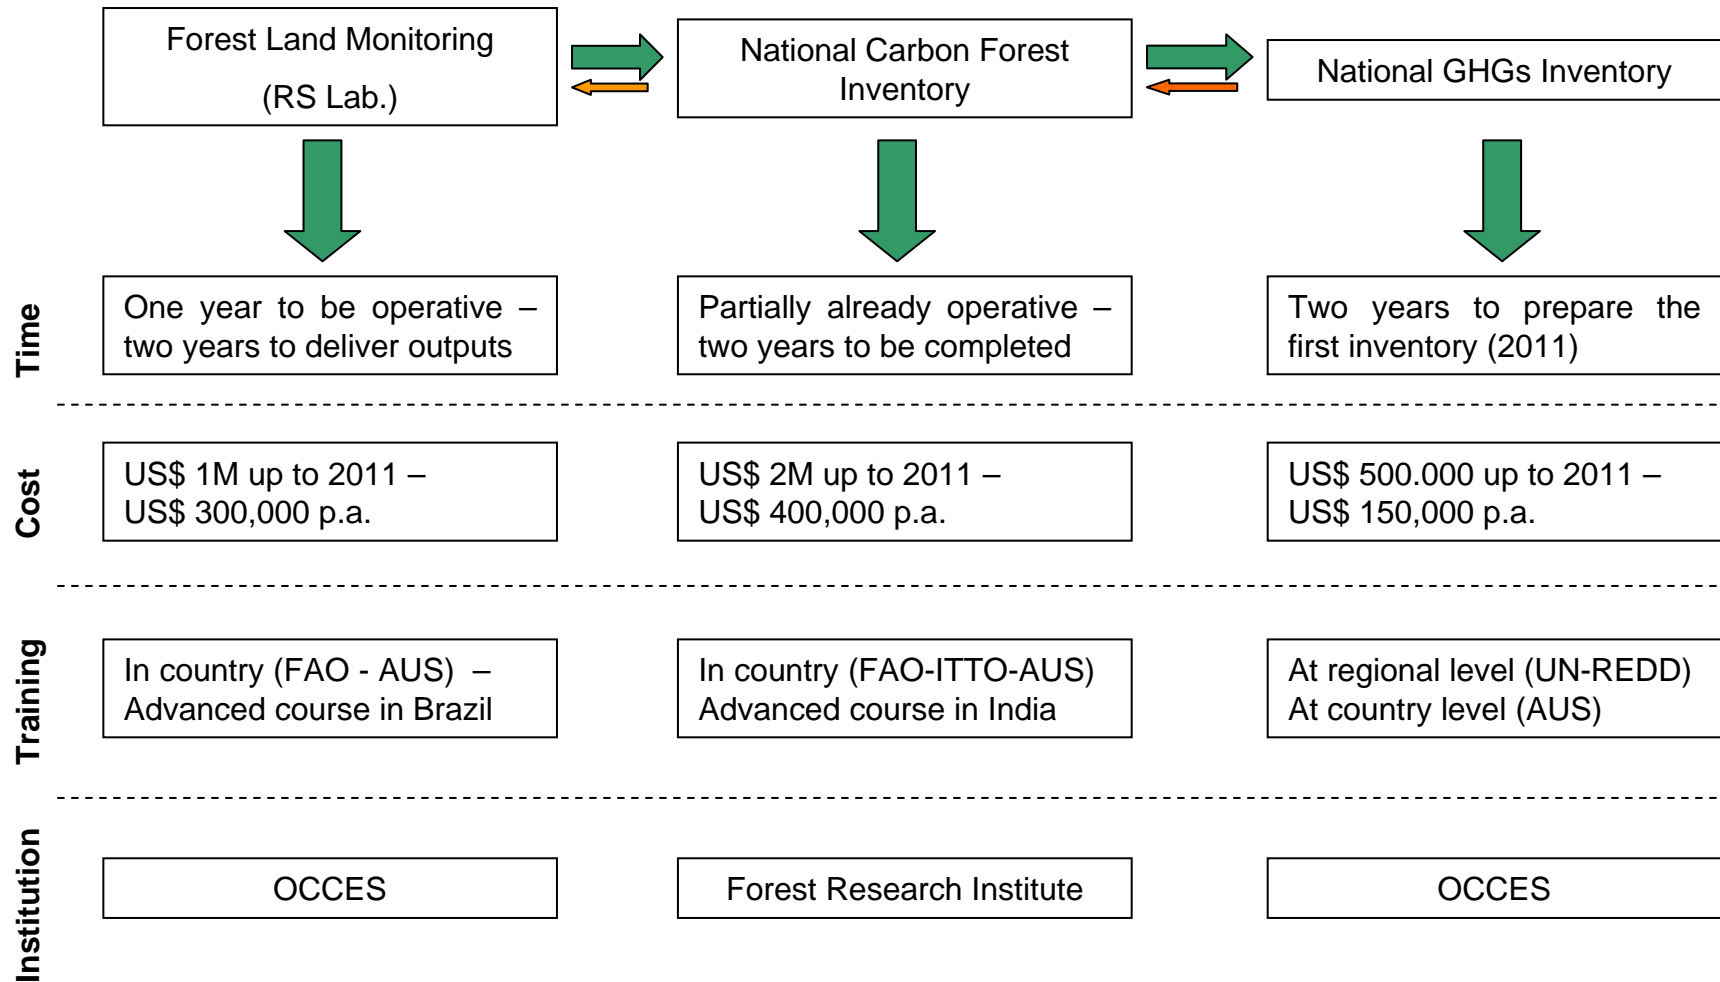 Forest Land Monitoring
(RS Lab.)
National Carbon Forest
Inventory
National GHGs Inventory
Time
One year to be operative –
two years to deliver outputs
Partially already operative –
two years to be completed
Two years to prepare the
first inventory (2011)
Cost
US$ 1M up to 2011 –
US$ 300,000 p.a.
US$ 2M up to 2011 –
US$ 400,000 p.a.
US$ 500.000 up to 2011 –
US$ 150,000 p.a.
Training
In country (FAO - AUS) –
Advanced course in Brazil
In country (FAO-ITTO-AUS)
Advanced course in India
At regional level (UN-REDD)
At country level (AUS)
Institution
OCCES
Forest Research Institute
OCCES